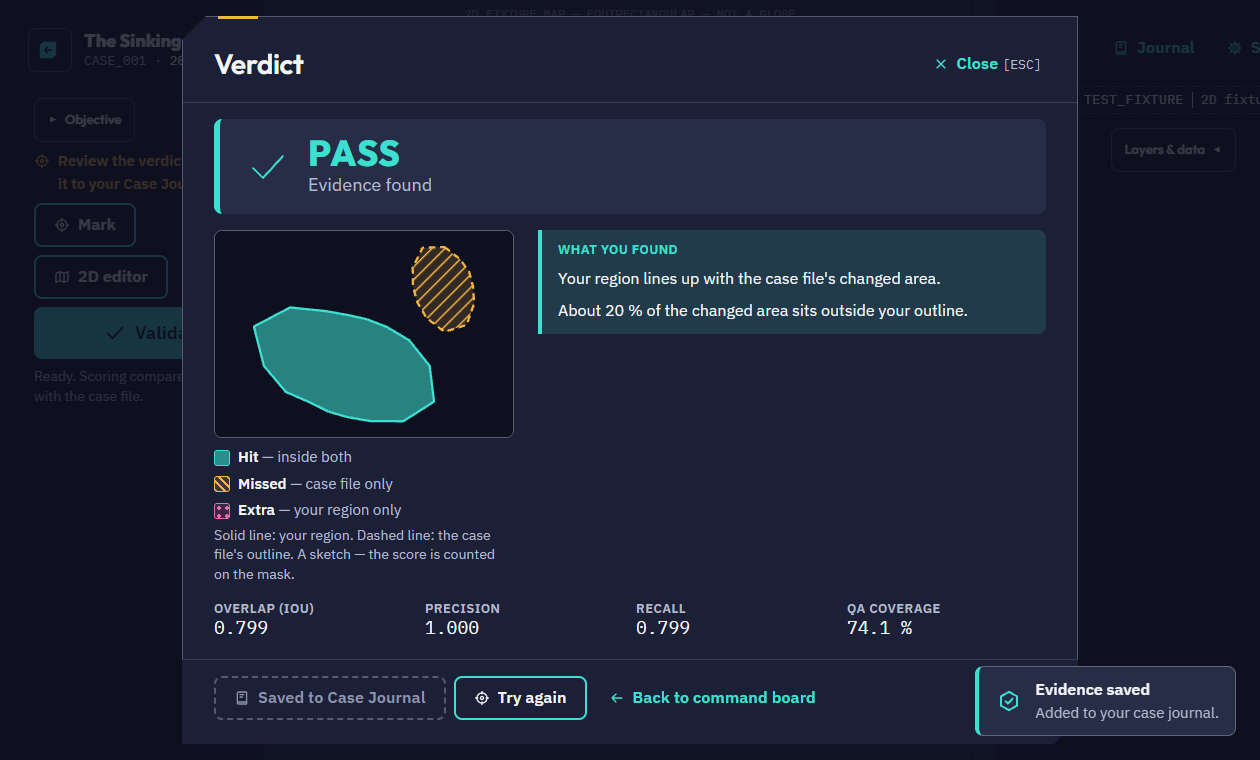 2D FIXTURE MAP — EQUIRECTANGULAR — NOT A GLOBE
The Sinking
CASE_001 · 20
Journal
S
TEST_FIXTURE | 2D fixtu
Objective
Layers & data
Review the verdic
it to your Case Jou
Mark
2D editor
Valida
Ready. Scoring compare
with the case file.
Verdict
Close [ESC]
PASS
Evidence found
WHAT YOU FOUND
Your region lines up with the case file's changed area.
About 20 % of the changed area sits outside your outline.
Hit — inside both
Missed — case file only
Extra — your region only
Solid line: your region. Dashed line: the case
file's outline. A sketch — the score is counted
on the mask.
OVERLAP (IOU) PRECISION RECALL QA COVERAGE
0.799 1.000 0.799 74.1 %
Saved to Case Journal
Try again
Back to command board
Evidence saved
Added to your case journal.